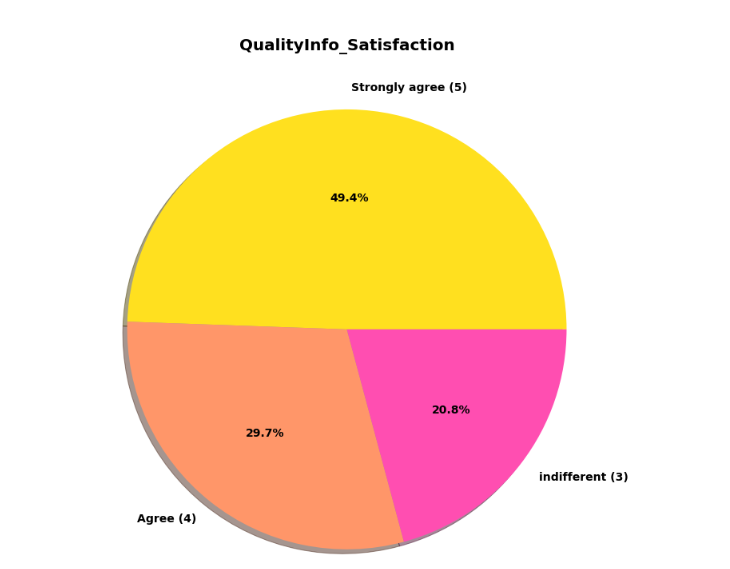 QualityInfo_Satisfaction
Strongly agree (5)
49.4%
29.7%
20.8%
Agree (4)
indifferent (3)